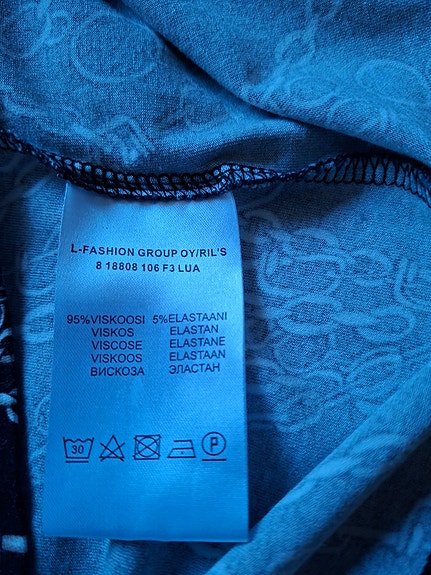 L-FASHION GROUP OY/RIL'S
8 18808 106 F3 LUA
95%VISKOOSI 5%ELASTAANI
VISKOS ELASTAN
VISCOSE ELASTANE
VISKOOS ELASTAAN
ВИСКОЗА ЭЛАСТАН
30 P